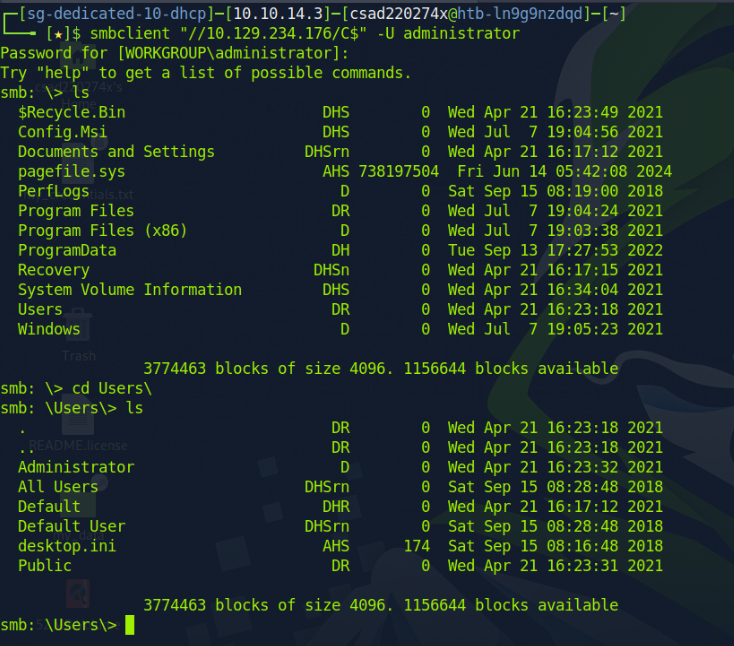 [sg-dedicated-10-dhcp]─[10.10.14.3]─[csad220274x@htb-ln9g9nzdqd]─[~]
[★]$ smbclient "//10.129.234.176/C$" -U administrator
Password for [WORKGROUP\administrator]:
Try "help" to get a list of possible commands.
smb: \> ls
$Recycle.Bin DHS 0 Wed Apr 21 16:23:49 2021
Config.Msi DHS 0 Wed Jul 7 19:04:56 2021
Documents and Settings DHSrn 0 Wed Apr 21 16:17:12 2021
pagefile.sys AHS 738197504 Fri Jun 14 05:42:08 2024
PerfLogs D 0 Sat Sep 15 08:19:00 2018
Program Files DR 0 Wed Jul 7 19:04:24 2021
Program Files (x86) D 0 Wed Jul 7 19:03:38 2021
ProgramData DH 0 Tue Sep 13 17:27:53 2022
Recovery DHSn 0 Wed Apr 21 16:17:15 2021
System Volume Information DHS 0 Wed Apr 21 16:34:04 2021
Users DR 0 Wed Apr 21 16:23:18 2021
Windows D 0 Wed Jul 7 19:05:23 2021
Trash
3774463 blocks of size 4096. 1156644 blocks available
smb: \> cd Users\
smb: \Users\> ls
. DR 0 Wed Apr 21 16:23:18 2021
README.license
.. DR 0 Wed Apr 21 16:23:18 2021
Administrator D 0 Wed Apr 21 16:23:32 2021
All Users DHSrn 0 Sat Sep 15 08:28:48 2018
Default DHR 0 Wed Apr 21 16:17:12 2021
Default User DHSrn 0 Sat Sep 15 08:28:48 2018
desktop.ini AHS 174 Sat Sep 15 08:16:48 2018
Public DR 0 Wed Apr 21 16:23:31 2021
3774463 blocks of size 4096. 1156644 blocks available
smb: \Users\>